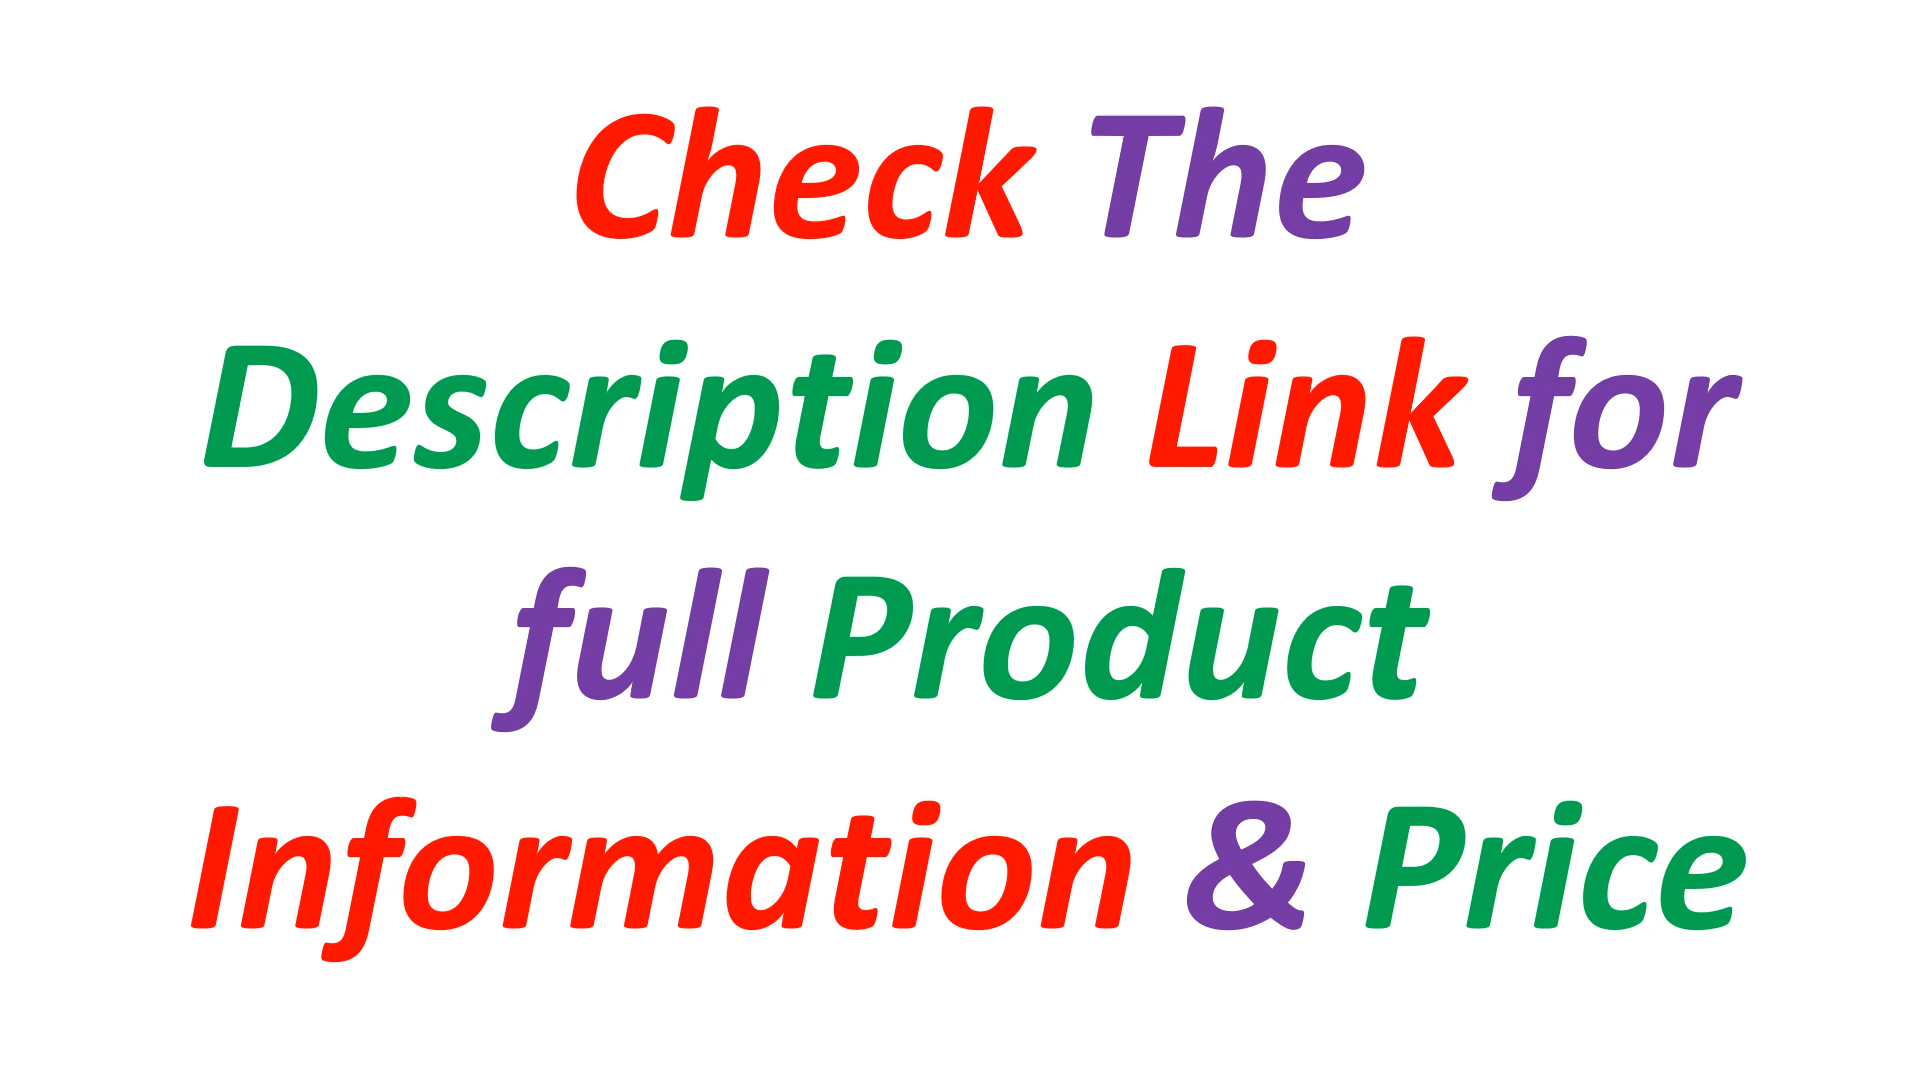 Check The
Description Link for
full Product
Information & Price